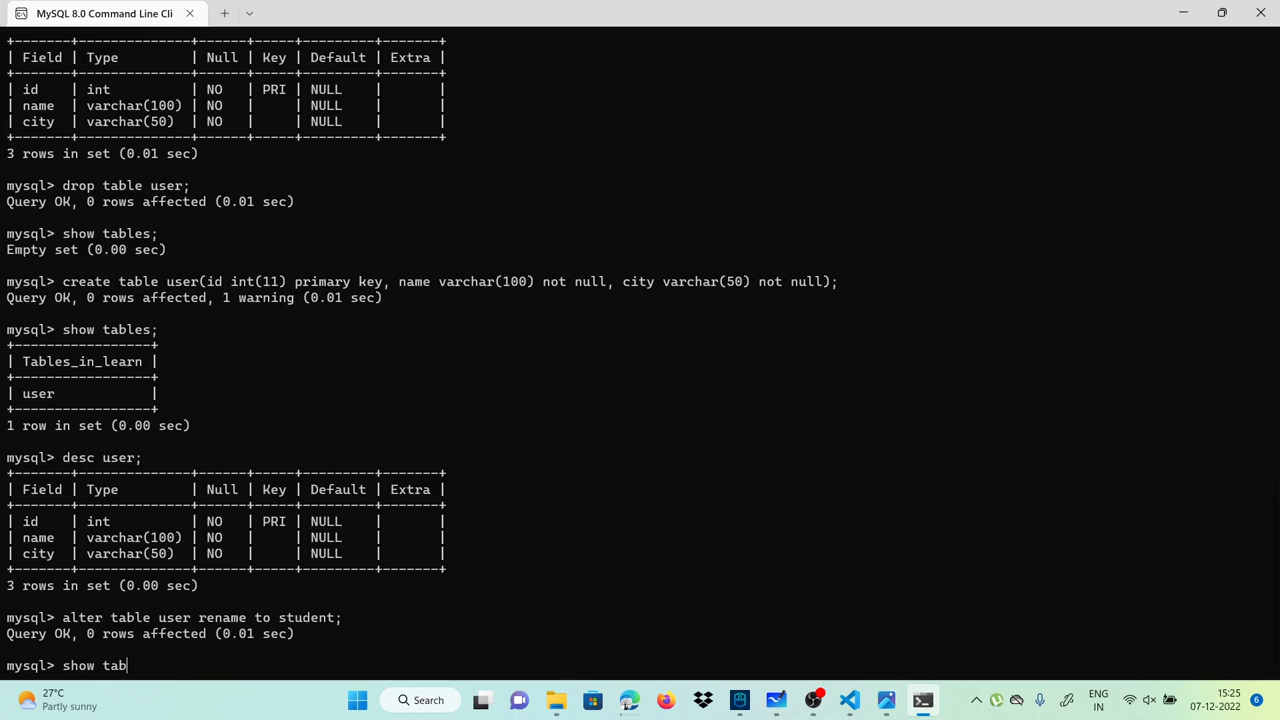 MySQL 8.0 Command Line Cli
+-------+--------------+------+-----+---------+-------+
| Field | Type         | Null | Key | Default | Extra |
+-------+--------------+------+-----+---------+-------+
| id    | int          | NO   | PRI | NULL    |       |
| name  | varchar(100) | NO   |     | NULL    |       |
| city  | varchar(50)  | NO   |     | NULL    |       |
+-------+--------------+------+-----+---------+-------+
3 rows in set (0.01 sec)
mysql> drop table user;
Query OK, 0 rows affected (0.01 sec)
mysql> show tables;
Empty set (0.00 sec)
mysql> create table user(id int(11) primary key, name varchar(100) not null, city varchar(50) not null);
Query OK, 0 rows affected, 1 warning (0.01 sec)
mysql> show tables;
+-----------------+
| Tables_in_learn |
+-----------------+
| user            |
+-----------------+
1 row in set (0.00 sec)
mysql> desc user;
+-------+--------------+------+-----+---------+-------+
| Field | Type         | Null | Key | Default | Extra |
+-------+--------------+------+-----+---------+-------+
| id    | int          | NO   | PRI | NULL    |       |
| name  | varchar(100) | NO   |     | NULL    |       |
| city  | varchar(50)  | NO   |     | NULL    |       |
+-------+--------------+------+-----+---------+-------+
3 rows in set (0.00 sec)
mysql> alter table user rename to student;
Query OK, 0 rows affected (0.01 sec)
mysql> show tab
27°C
Partly sunny
Search
ENG
IN
15:25
07-12-2022
6